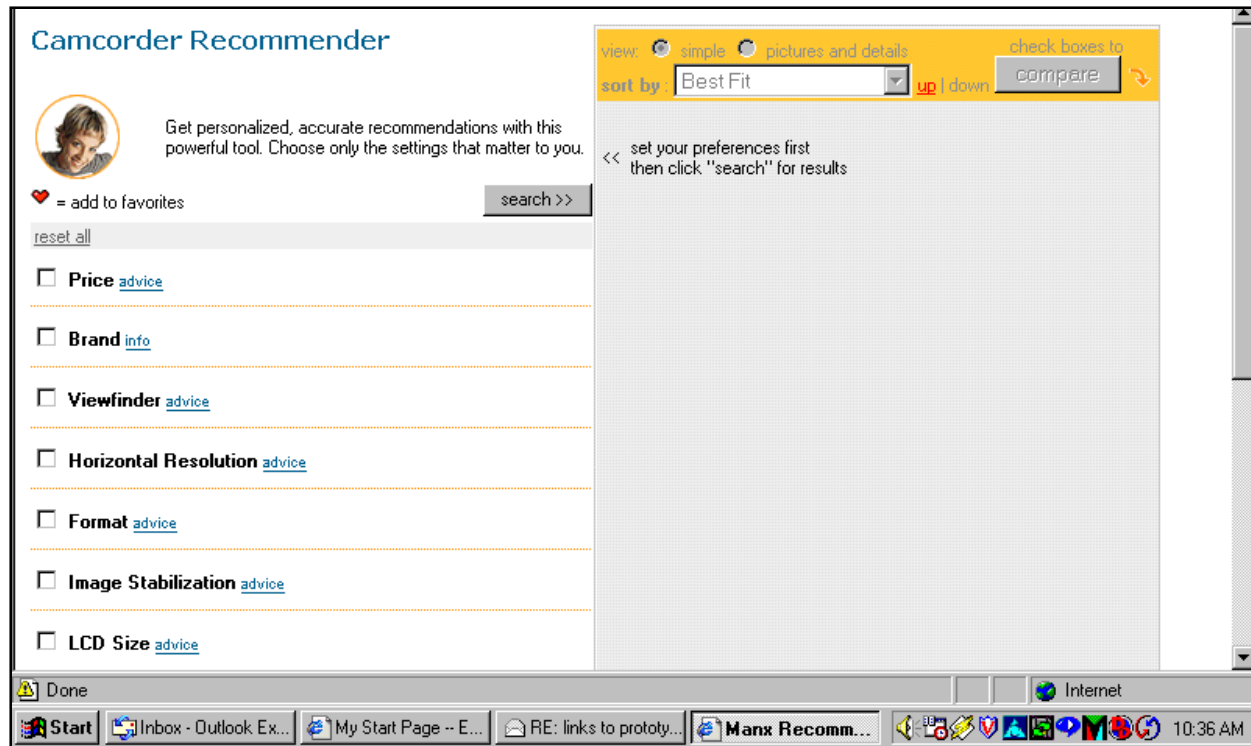 Camcorder Recommender
Get personalized, accurate recommendations with this
powerful tool. Choose only the settings that matter to you.
= add to favorites
search >>
reset all
Price advice
Brand info
Viewfinder advice
Horizontal Resolution advice
Format advice
Image Stabilization advice
LCD Size advice
view: simple pictures and details
check boxes to
sort by : Best Fit up | down compare
<< set your preferences first
then click "search" for results
Done
Internet
Start Inbox - Outlook Ex... My Start Page -- E... RE: links to prototy... Manx Recomm... 10:36 AM